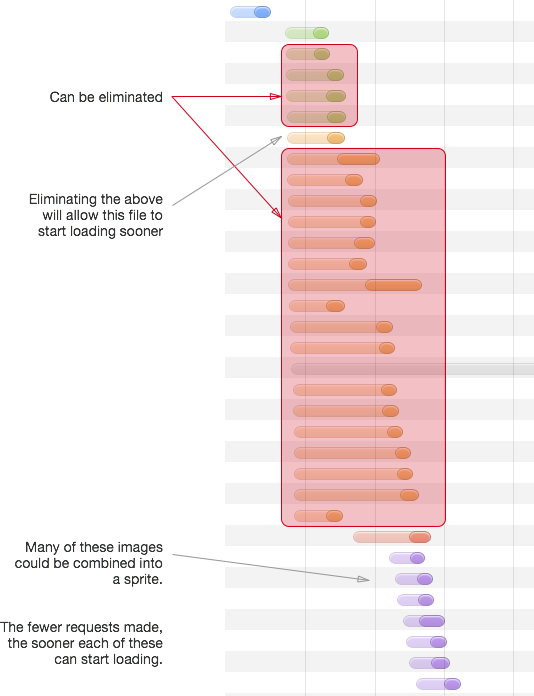 Can be eliminated
Eliminating the above
will allow this file to
start loading sooner
Many of these images
could be combined into
a sprite.
The fewer requests made,
the sooner each of these
can start loading.